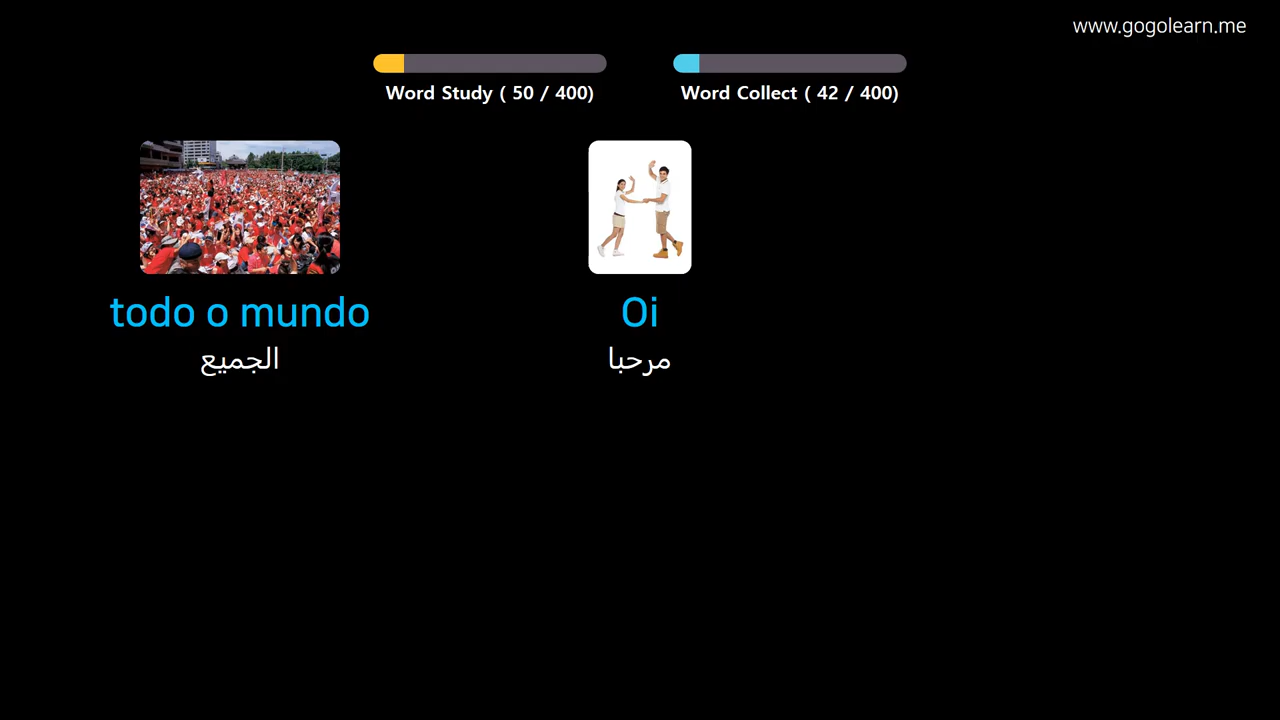 www.gogolearn.me
Word Study ( 50 / 400)
Word Collect ( 42 / 400)
todo o mundo
الجميع
Oi
مرحبا